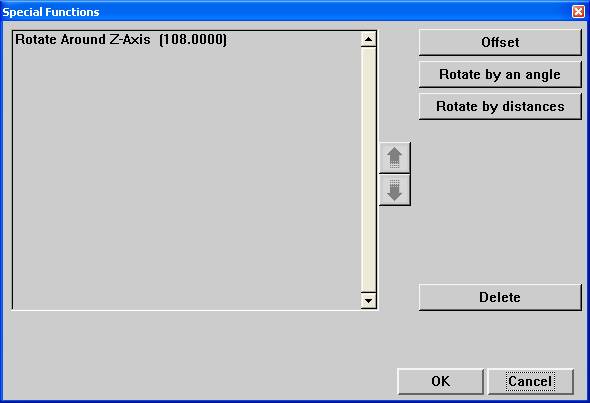 Special Functions
Rotate Around Z-Axis (108.0000)
Offset
Rotate by an angle
Rotate by distances
Delete
OK
Cancel